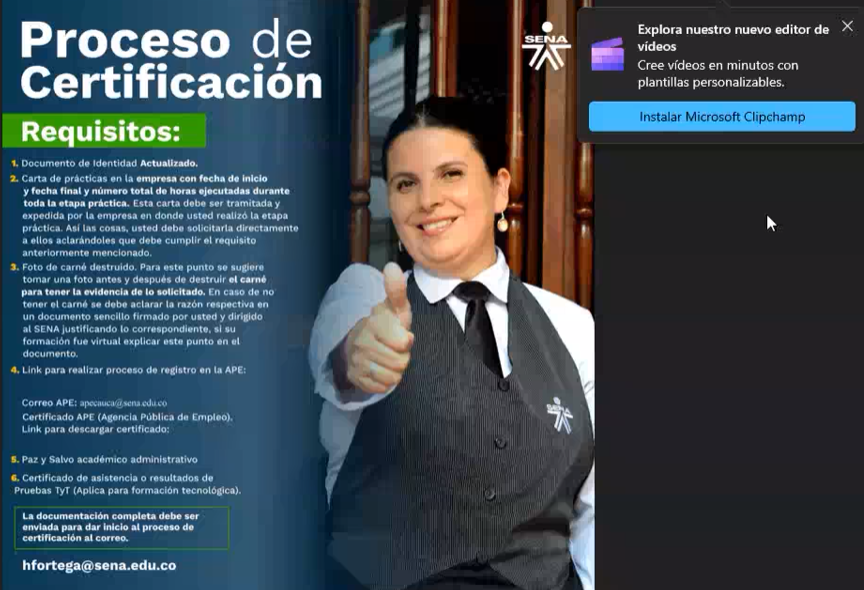 Proceso de
Certificación
Requisitos:
1. Documento de Identidad Actualizado.
2. Carta de prácticas en la empresa con fecha de inicio
y fecha final y número total de horas ejecutadas durante
toda la etapa práctica. Esta carta debe ser tramitada y
expedida por la empresa en donde usted realizó la etapa
práctica. Así las cosas, usted debe solicitarla directamente
a ellos aclarándoles que debe cumplir el requisito
anteriormente mencionado.
3. Foto de carné destruido. Para este punto se sugiere
tomar una foto antes y después de destruir el carné
para tener la evidencia de lo solicitado. En caso de no
tener el carné se debe aclarar la razón respectiva en
un documento sencillo firmado por usted y dirigido
al SENA justificando lo correspondiente, si su
formación fue virtual explicar este punto en el
documento.
4. Link para realizar proceso de registro en la APE:
Correo APE: apecauca@sena.edu.co
Certificado APE (Agencia Pública de Empleo).
Link para descargar certificado:
5. Paz y Salvo académico administrativo
6. Certificado de asistencia o resultados de
Pruebas TyT (Aplica para formación tecnológica).
La documentación completa debe ser
enviada para dar inicio al proceso de
certificación al correo.
hfortega@sena.edu.co
SENA
SENA
Explora nuestro nuevo editor de
vídeos
Cree vídeos en minutos con
plantillas personalizables.
Instalar Microsoft Clipchamp